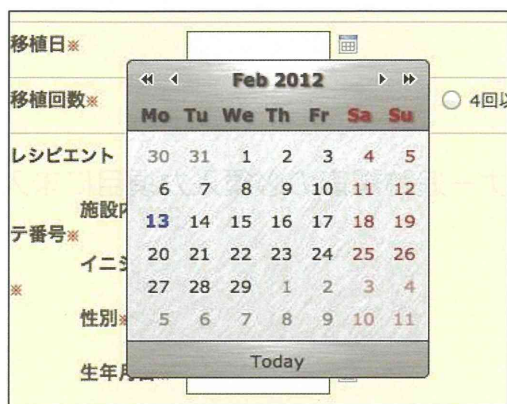 移植日※
Feb 2012
移植回数※
4回以
Mo Tu We Th Fr Sa Su
レシピエント
30 31 1 2 3 4 5
6 7 8 9 10 11 12
施設内
13 14 15 16 17 18 19
テ番号※
20 21 22 23 24 25 26
イニシ
※
27 28 29 1 2 3 4
性別※
5 6 7 8 9 10 11
Today
生年月日※